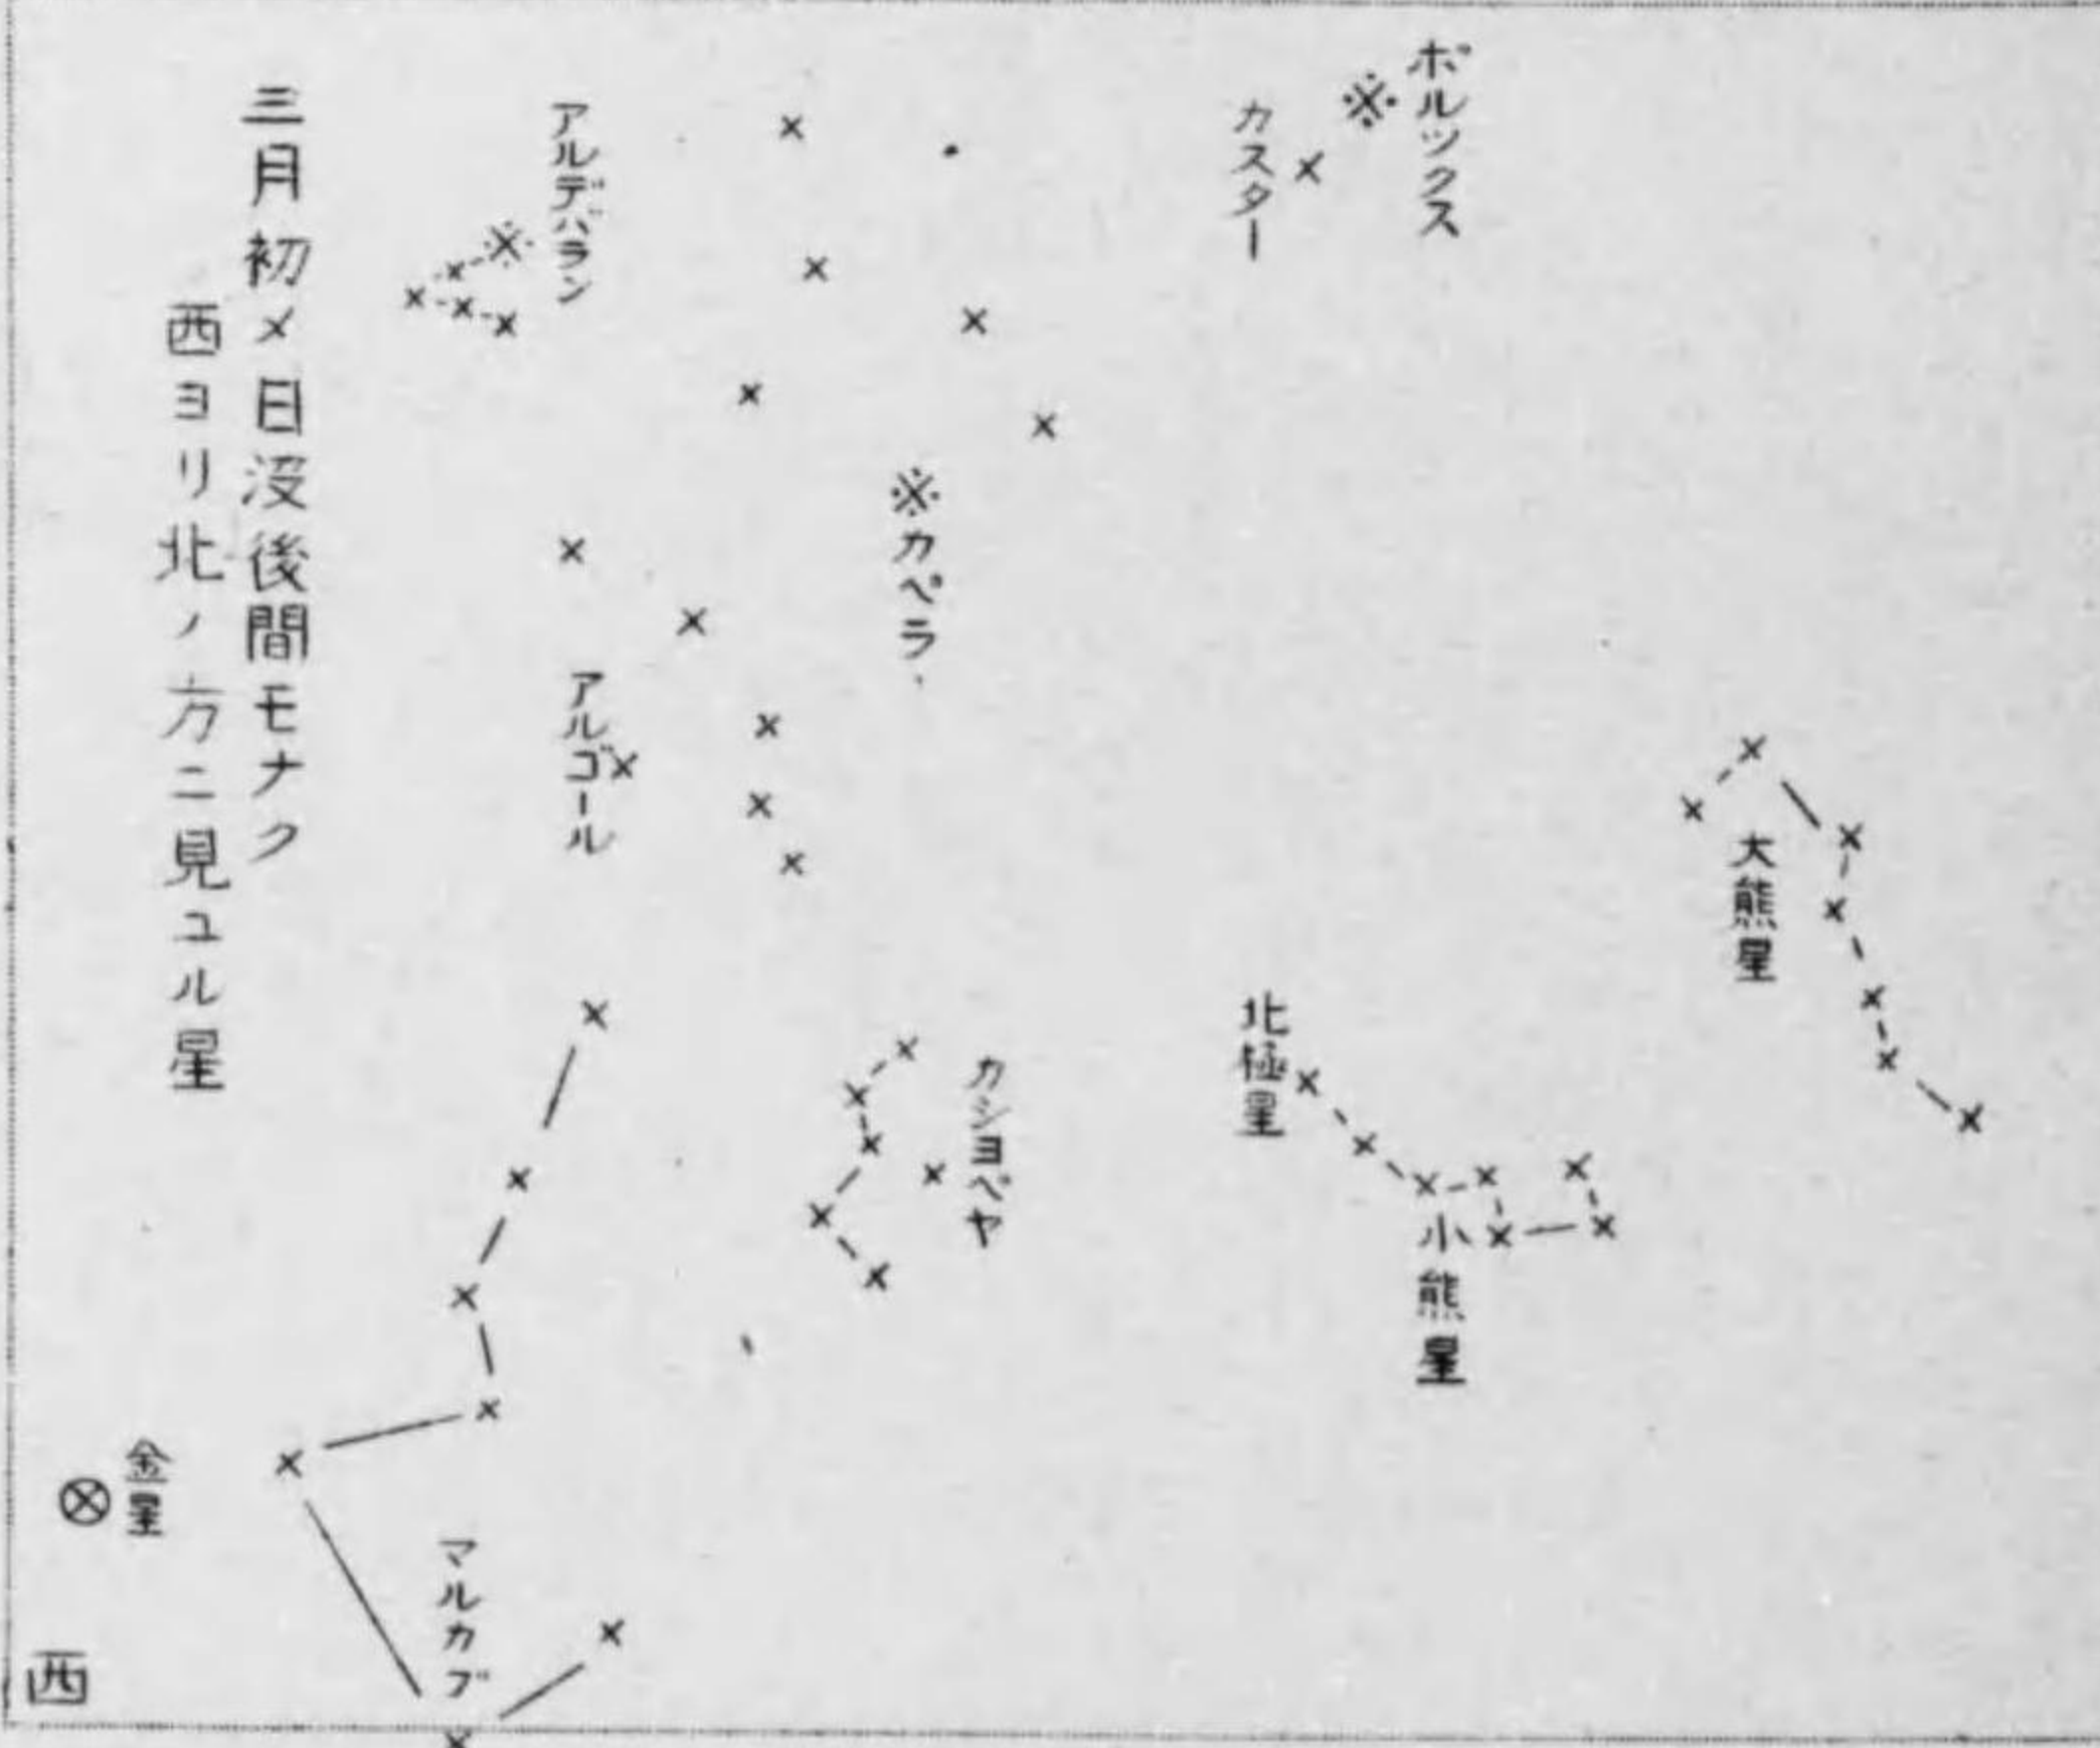 三月初メ日没後間モナク
西ヨリ北ノ方ニ見ユル星
ポルックス
カスター
アルデバラン
カペラ
アルゴール
大熊星
北極星
小熊星
カショペヤ
金星
マルカブ
西